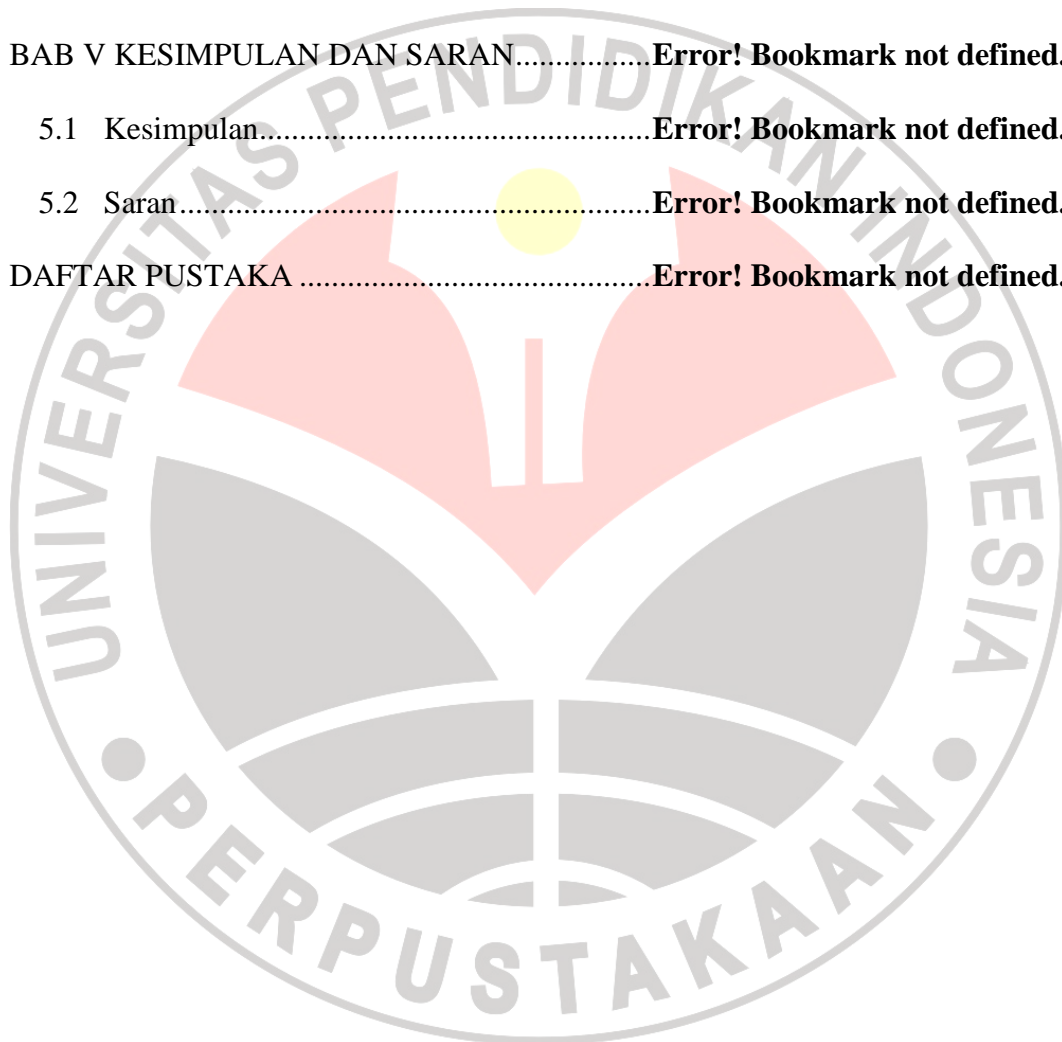 BAB V KESIMPULAN DAN SARAN.................Error! Bookmark not defined.
5.1 Kesimpulan.................................................Error! Bookmark not defined.
5.2 Saran...........................................................Error! Bookmark not defined.
DAFTAR PUSTAKA ............................................Error! Bookmark not defined.
UNIVERSITAS PENDIDIKAN INDONESIA
PERPUSTAKAAN